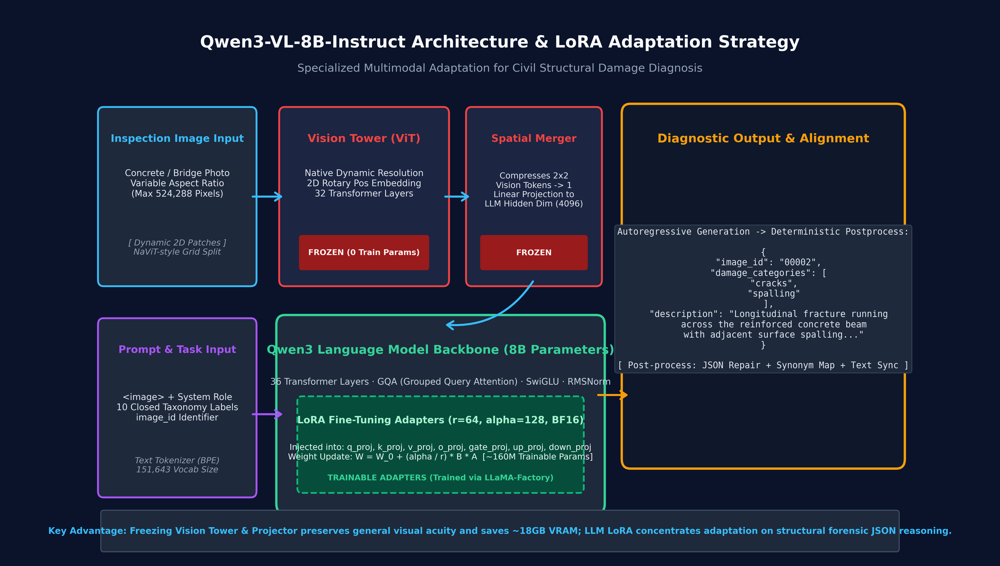 Qwen3-VL-8B-Instruct Architecture & LoRA Adaptation Strategy
Specialized Multimodal Adaptation for Civil Structural Damage Diagnosis
Inspection Image Input
Concrete / Bridge Photo
Variable Aspect Ratio
(Max 524,288 Pixels)
[ Dynamic 2D Patches ]
NaViT-style Grid Split
Vision Tower (ViT)
Native Dynamic Resolution
2D Rotary Pos Embedding
32 Transformer Layers
FROZEN (0 Train Params)
Spatial Merger
Compresses 2x2
Vision Tokens -> 1
Linear Projection to
LLM Hidden Dim (4096)
FROZEN
Diagnostic Output & Alignment
Autoregressive Generation -> Deterministic Postprocess:
{
"image_id": "00002",
"damage_categories": [
"cracks",
"spalling"
],
"description": "Longitudinal fracture running
across the reinforced concrete beam
with adjacent surface spalling..."
}
[ Post-process: JSON Repair + Synonym Map + Text Sync ]
Prompt & Task Input
<image> + System Role
10 Closed Taxonomy Labels
image_id Identifier
Text Tokenizer (BPE)
151,643 Vocab Size
Qwen3 Language Model Backbone (8B Parameters)
36 Transformer Layers · GQA (Grouped Query Attention) · SwiGLU · RMSNorm
LoRA Fine-Tuning Adapters (r=64, alpha=128, BF16)
Injected into: q_proj, k_proj, v_proj, o_proj, gate_proj, up_proj, down_proj
Weight Update: W = W_0 + (alpha / r) * B * A  [~160M Trainable Params]
TRAINABLE ADAPTERS (Trained via LLaMA-Factory)
Key Advantage: Freezing Vision Tower & Projector preserves general visual acuity and saves ~18GB VRAM; LLM LoRA concentrates adaptation on structural forensic JSON reasoning.